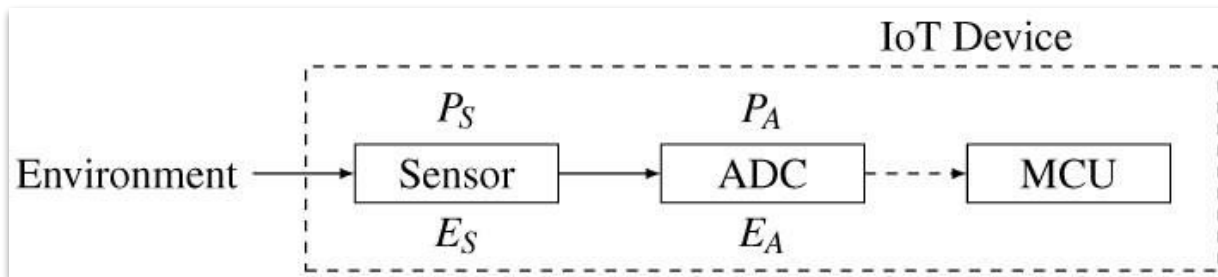 IoT Device
P_S P_A
Environment Sensor ADC MCU
E_S E_A